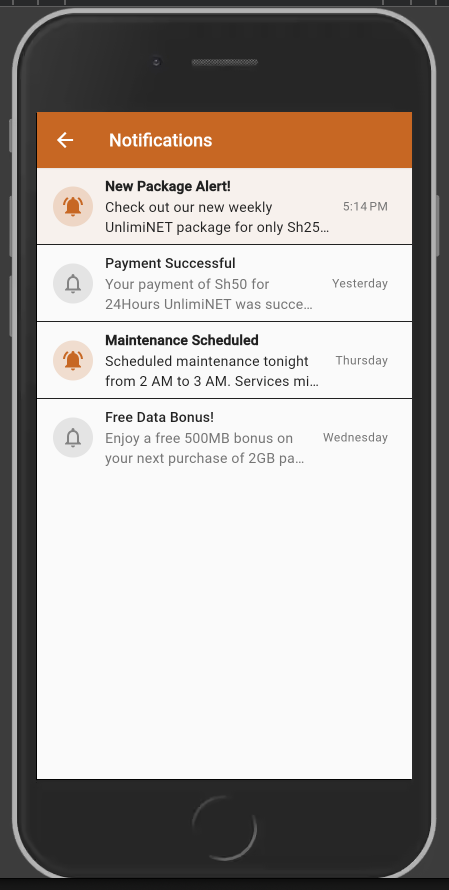 Notifications
New Package Alert!
Check out our new weekly
5:14 PM
UnlimiNET package for only Sh25...
Payment Successful
Your payment of Sh50 for
Yesterday
24Hours UnlimiNET was succe...
Maintenance Scheduled
Scheduled maintenance tonight
Thursday
from 2 AM to 3 AM. Services mi...
Free Data Bonus!
Enjoy a free 500MB bonus on
Wednesday
your next purchase of 2GB pa...